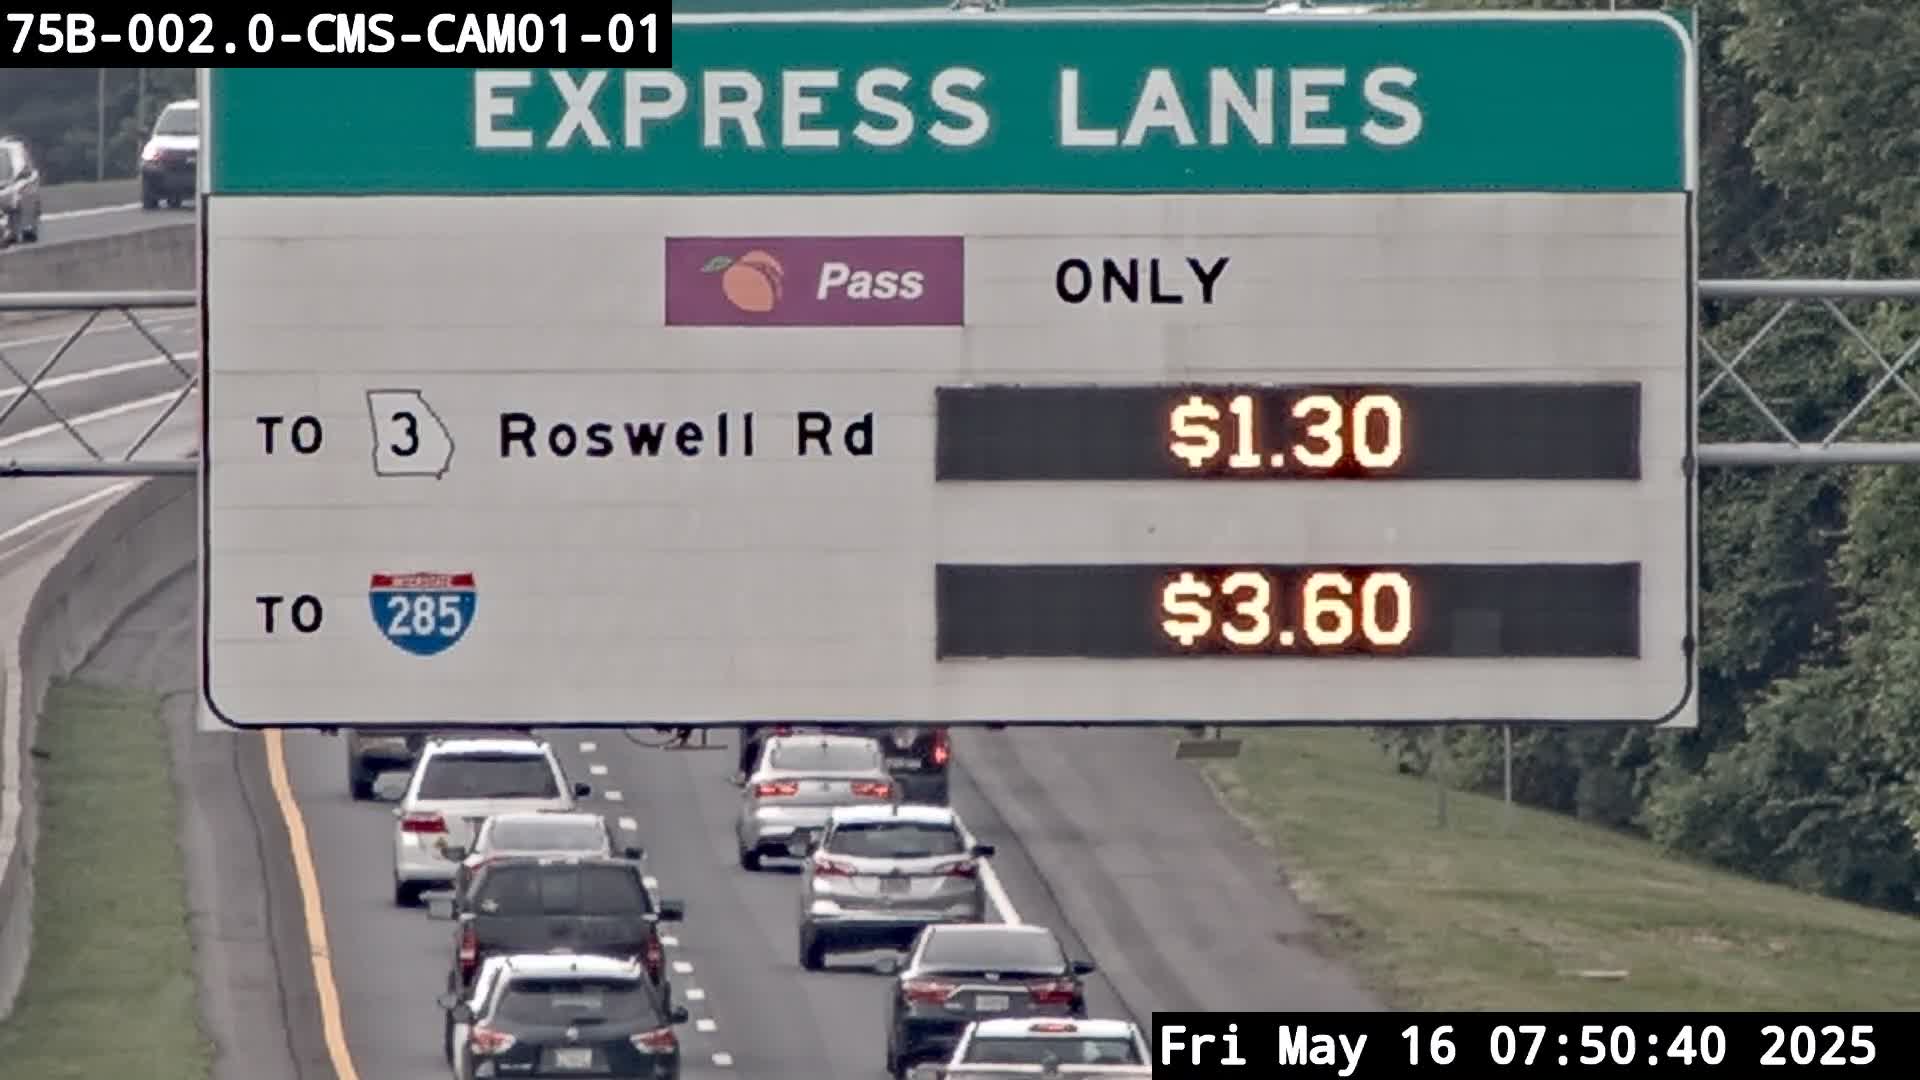 75B-002.0-CMS-CAM01-01
EXPRESS LANES
Pass ONLY
TO 3 Roswell Rd $1.30
TO 285 $3.60
Fri May 16 07:50:40 2025